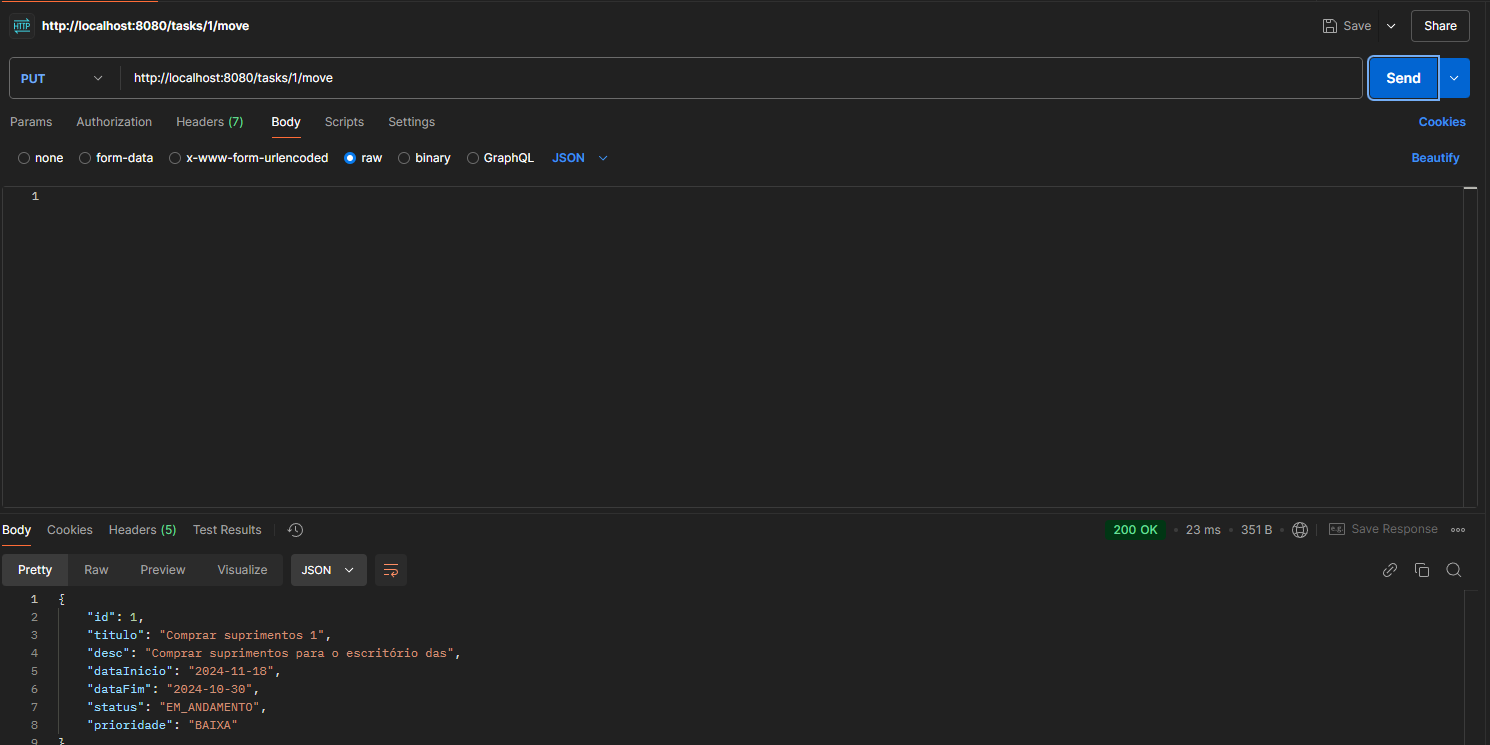 HTTP http://localhost:8080/tasks/1/move Save Share
PUT http://localhost:8080/tasks/1/move Send
Params Authorization Headers (7) Body Scripts Settings Cookies
none form-data x-www-form-urlencoded raw binary GraphQL JSON Beautify
1
Body Cookies Headers (5) Test Results 200 OK • 23 ms • 351 B • e.g. Save Response
Pretty Raw Preview Visualize JSON
1 {
2 "id": 1,
3 "titulo": "Comprar suprimentos 1",
4 "desc": "Comprar suprimentos para o escritório das",
5 "dataInicio": "2024-11-18",
6 "dataFim": "2024-10-30",
7 "status": "EM_ANDAMENTO",
8 "prioridade": "BAIXA"
9 }